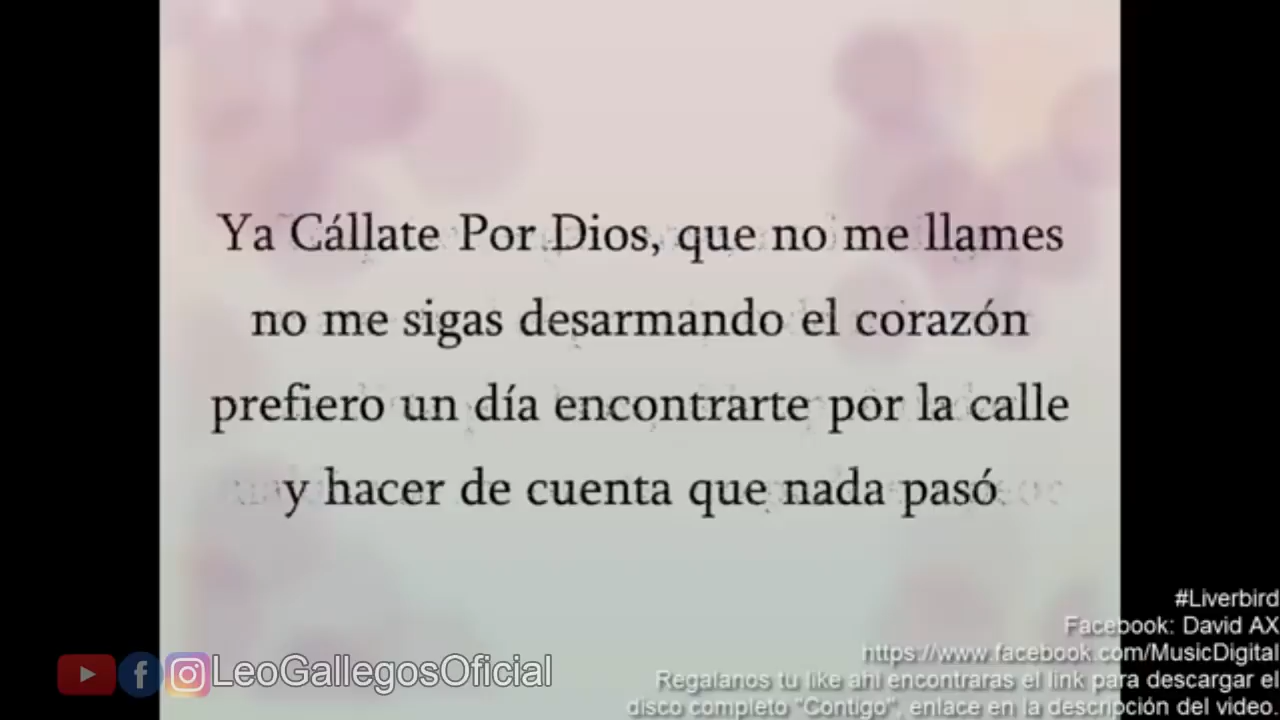 Ya Cállate Por Dios, que no me llames
no me sigas desarmando el corazón
prefiero un día encontrarte por la calle
y hacer de cuenta que nada pasó
#Liverbird
Facebook: David AX
https://www.facebook.com/MusicDigital
Regalanos tu like ahi encontraras el link para descargar el
disco completo "Contigo", enlace en la descripción del video.
LeoGallegosOficial